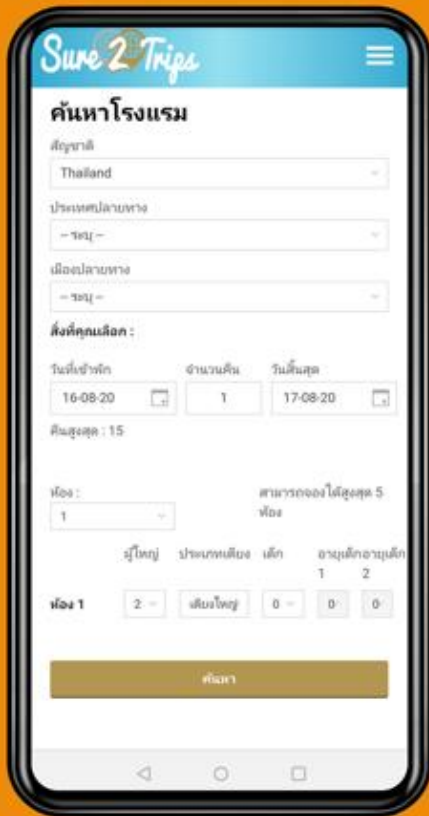 Sure 2 Trips
ค้นหาโรงแรม
สัญชาติ
Thailand
ประเทศปลายทาง
-- ระบุ --
เมืองปลายทาง
-- ระบุ --
สิ่งที่คุณเลือก :
วันที่เข้าพัก จำนวนคืน วันสิ้นสุด
16-08-20 1 17-08-20
คืนสูงสุด : 15
ห้อง : สามารถจองได้สูงสุด 5
1 ห้อง
ผู้ใหญ่ ประเภทเตียง เด็ก อายุเด็ก อายุเด็ก
1 2
ห้อง 1 2 เตียงใหญ่ 0 0 0
ค้นหา